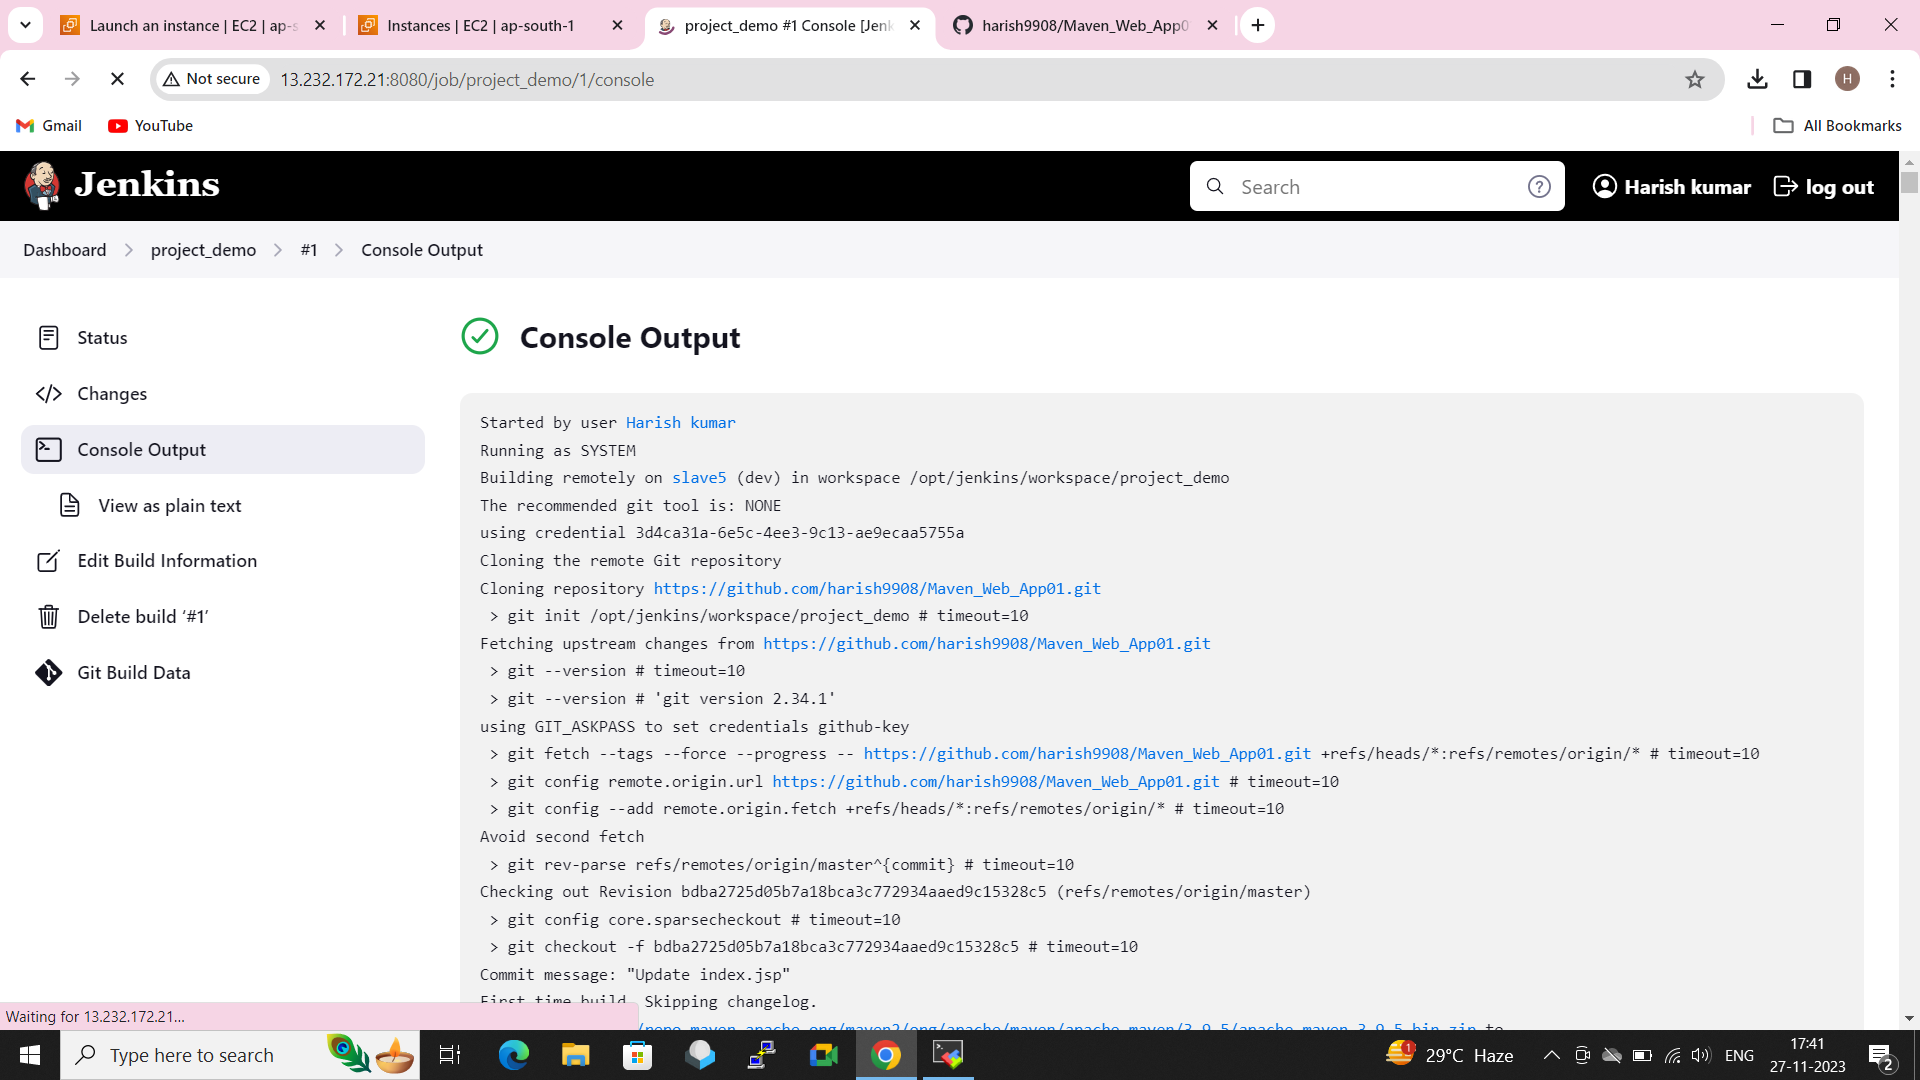 Launch an instance | EC2 | ap-s
Instances | EC2 | ap-south-1
project_demo #1 Console [Jenk
harish9908/Maven_Web_App0
Not secure
13.232.172.21:8080/job/project_demo/1/console
H
Gmail
YouTube
All Bookmarks
Jenkins
Search
?
Harish kumar
log out
Dashboard
project_demo
#1
Console Output
Status
Changes
Console Output
View as plain text
Edit Build Information
Delete build ‘#1’
Git Build Data
Console Output
Started by user Harish kumar
Running as SYSTEM
Building remotely on slave5 (dev) in workspace /opt/jenkins/workspace/project_demo
The recommended git tool is: NONE
using credential 3d4ca31a-6e5c-4ee3-9c13-ae9ecaa5755a
Cloning the remote Git repository
Cloning repository https://github.com/harish9908/Maven_Web_App01.git
> git init /opt/jenkins/workspace/project_demo # timeout=10
Fetching upstream changes from https://github.com/harish9908/Maven_Web_App01.git
> git --version # timeout=10
> git --version # 'git version 2.34.1'
using GIT_ASKPASS to set credentials github-key
> git fetch --tags --force --progress -- https://github.com/harish9908/Maven_Web_App01.git +refs/heads/*:refs/remotes/origin/* # timeout=10
> git config remote.origin.url https://github.com/harish9908/Maven_Web_App01.git # timeout=10
> git config --add remote.origin.fetch +refs/heads/*:refs/remotes/origin/* # timeout=10
Avoid second fetch
> git rev-parse refs/remotes/origin/master^{commit} # timeout=10
Checking out Revision bdba2725d05b7a18bca3c772934aaed9c15328c5 (refs/remotes/origin/master)
> git config core.sparsecheckout # timeout=10
> git checkout -f bdba2725d05b7a18bca3c772934aaed9c15328c5 # timeout=10
Commit message: "Update index.jsp"
First time build. Skipping changelog.
/repo.maven.apache.org/maven2/org/apache/maven/apache-maven/3.9.5/apache-maven-3.9.5-bin.zip to
Waiting for 13.232.172.21...
Type here to search
1
29°C Haze
ENG
17:41
27-11-2023
2